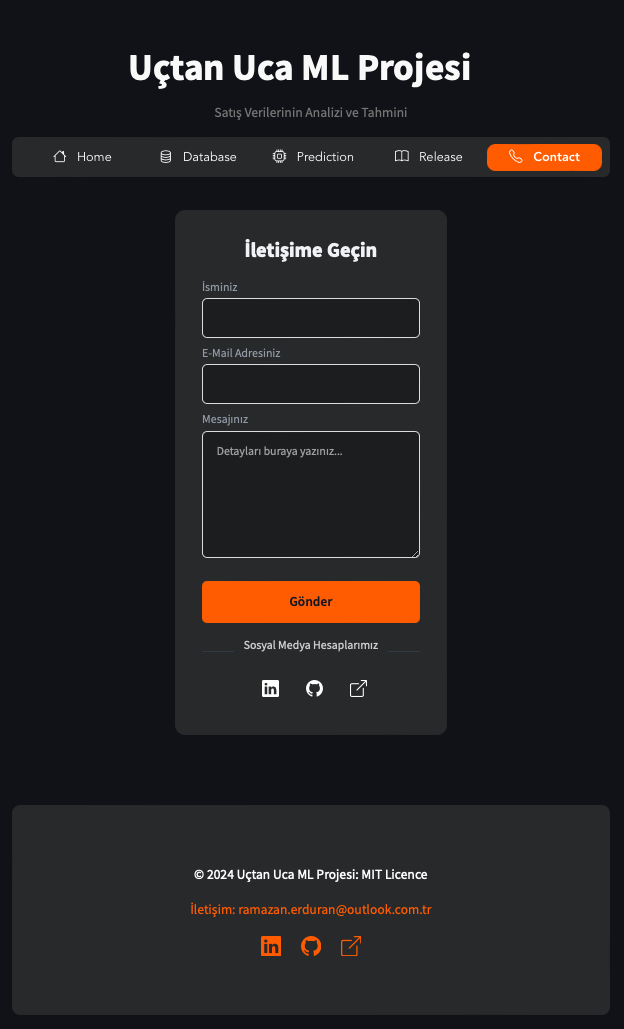 Uçtan Uca ML Projesi
Satış Verilerinin Analizi ve Tahmini
Home Database Prediction Release Contact
İletişime Geçin
İsminiz
E-Mail Adresiniz
Mesajınız
Detayları buraya yazınız...
Gönder
Sosyal Medya Hesaplarımız
© 2024 Uçtan Uca ML Projesi: MIT Licence
İletişim: ramazan.erduran@outlook.com.tr